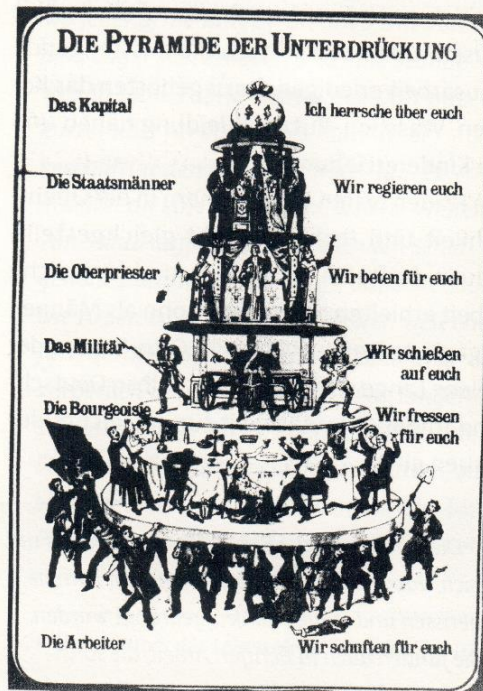 DIE PYRAMIDE DER UNTERDRÜCKUNG
Das Kapital
Ich herrsche über euch
Die Staatsmänner
Wir regieren euch
Die Oberpriester
Wir beten für euch
Das Militär
Wir schießen
auf euch
Die Bourgeoisie
Wir fressen
für euch
Die Arbeiter
Wir schuften für euch